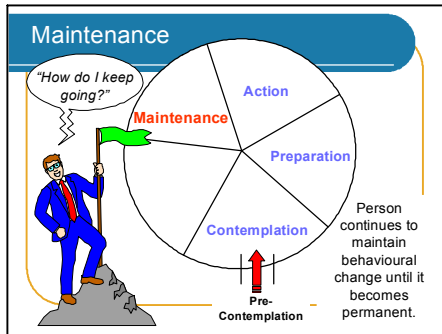 Maintenance
“How do I keep
going?”
Action
Maintenance
Preparation
Contemplation
Pre-
Contemplation
Person
continues to
maintain
behavioural
change until it
becomes
permanent.